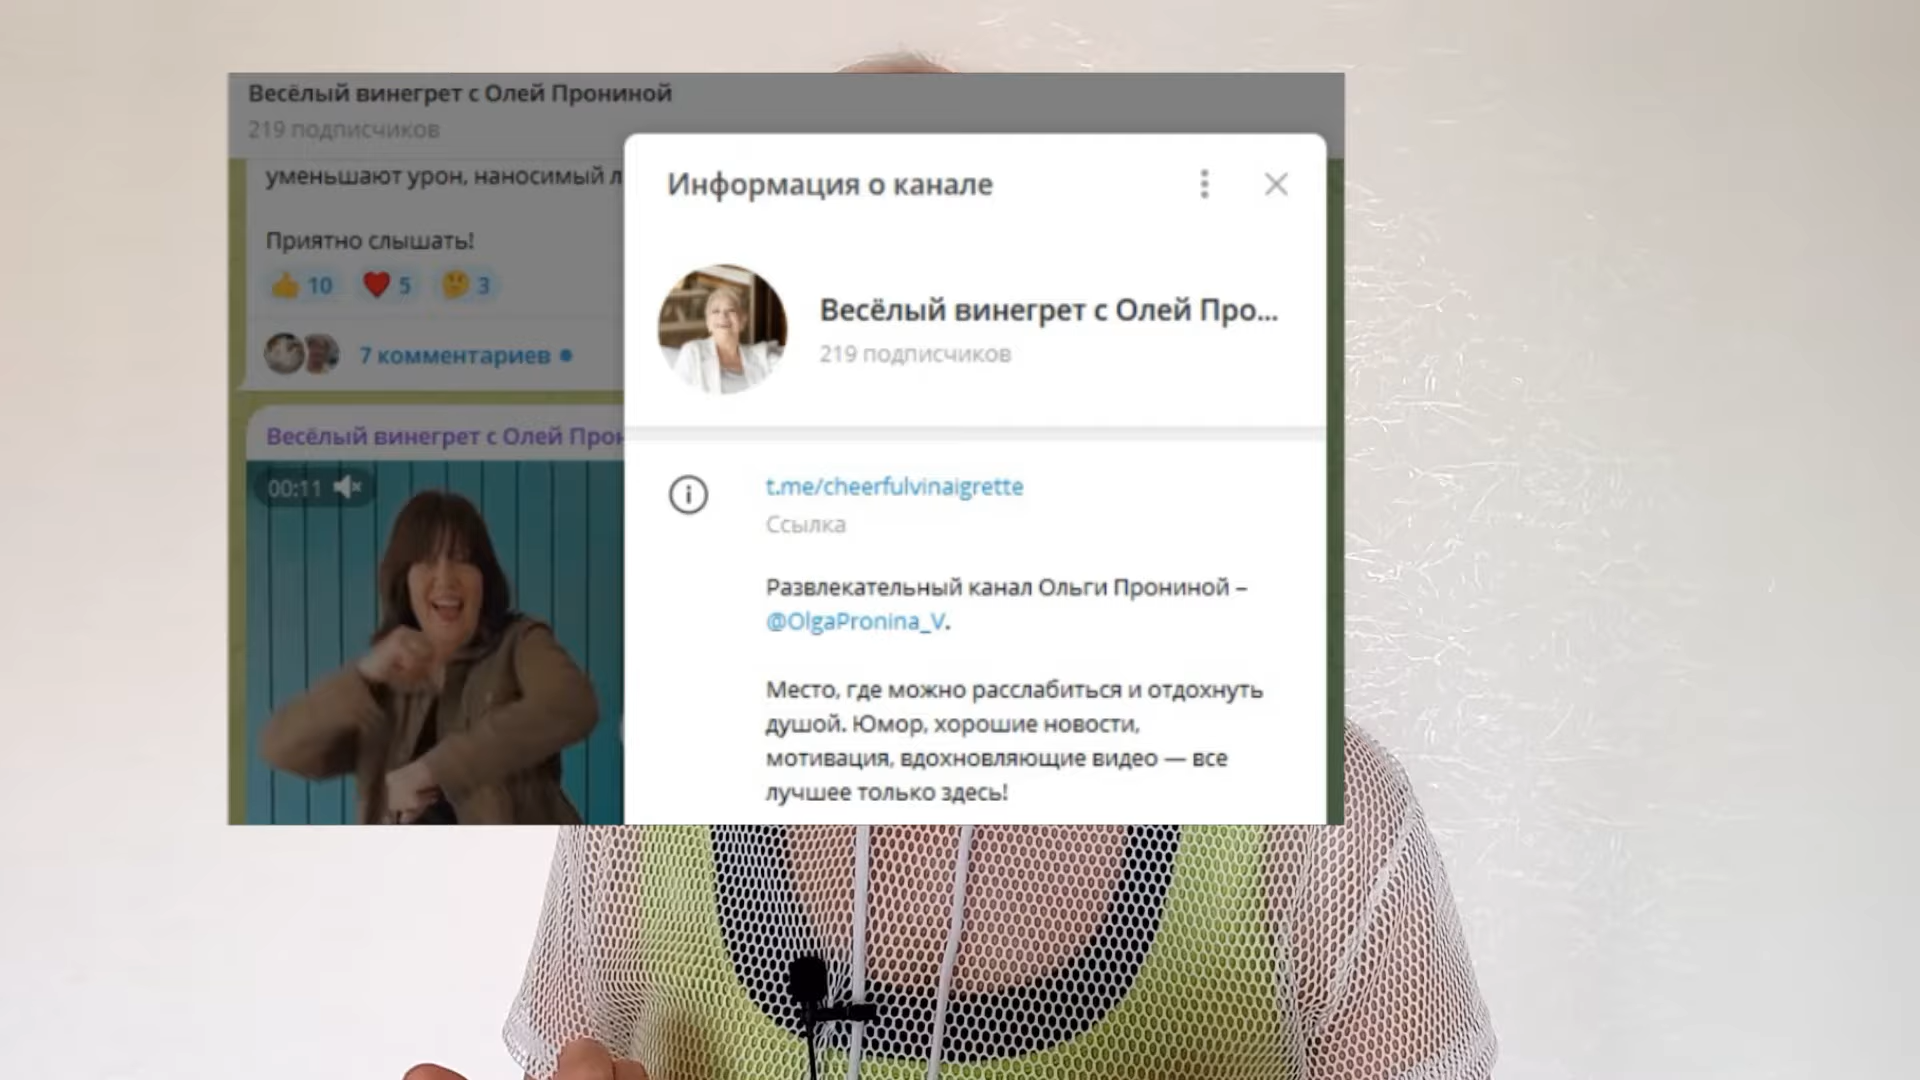 Весёлый винегрет с Олей Прониной
219 подписчиков
уменьшают урон, наносимый л
Приятно слышать!
10 5 3
7 комментариев
Весёлый винегрет с Олей Прон
00:11
Информация о канале
Весёлый винегрет с Олей Про...
219 подписчиков
t.me/cheerfulvinaigrette
Ссылка
Развлекательный канал Ольги Прониной –
@OlgaPronina_V.
Место, где можно расслабиться и отдохнуть
душой. Юмор, хорошие новости,
мотивация, вдохновляющие видео — все
лучшее только здесь!